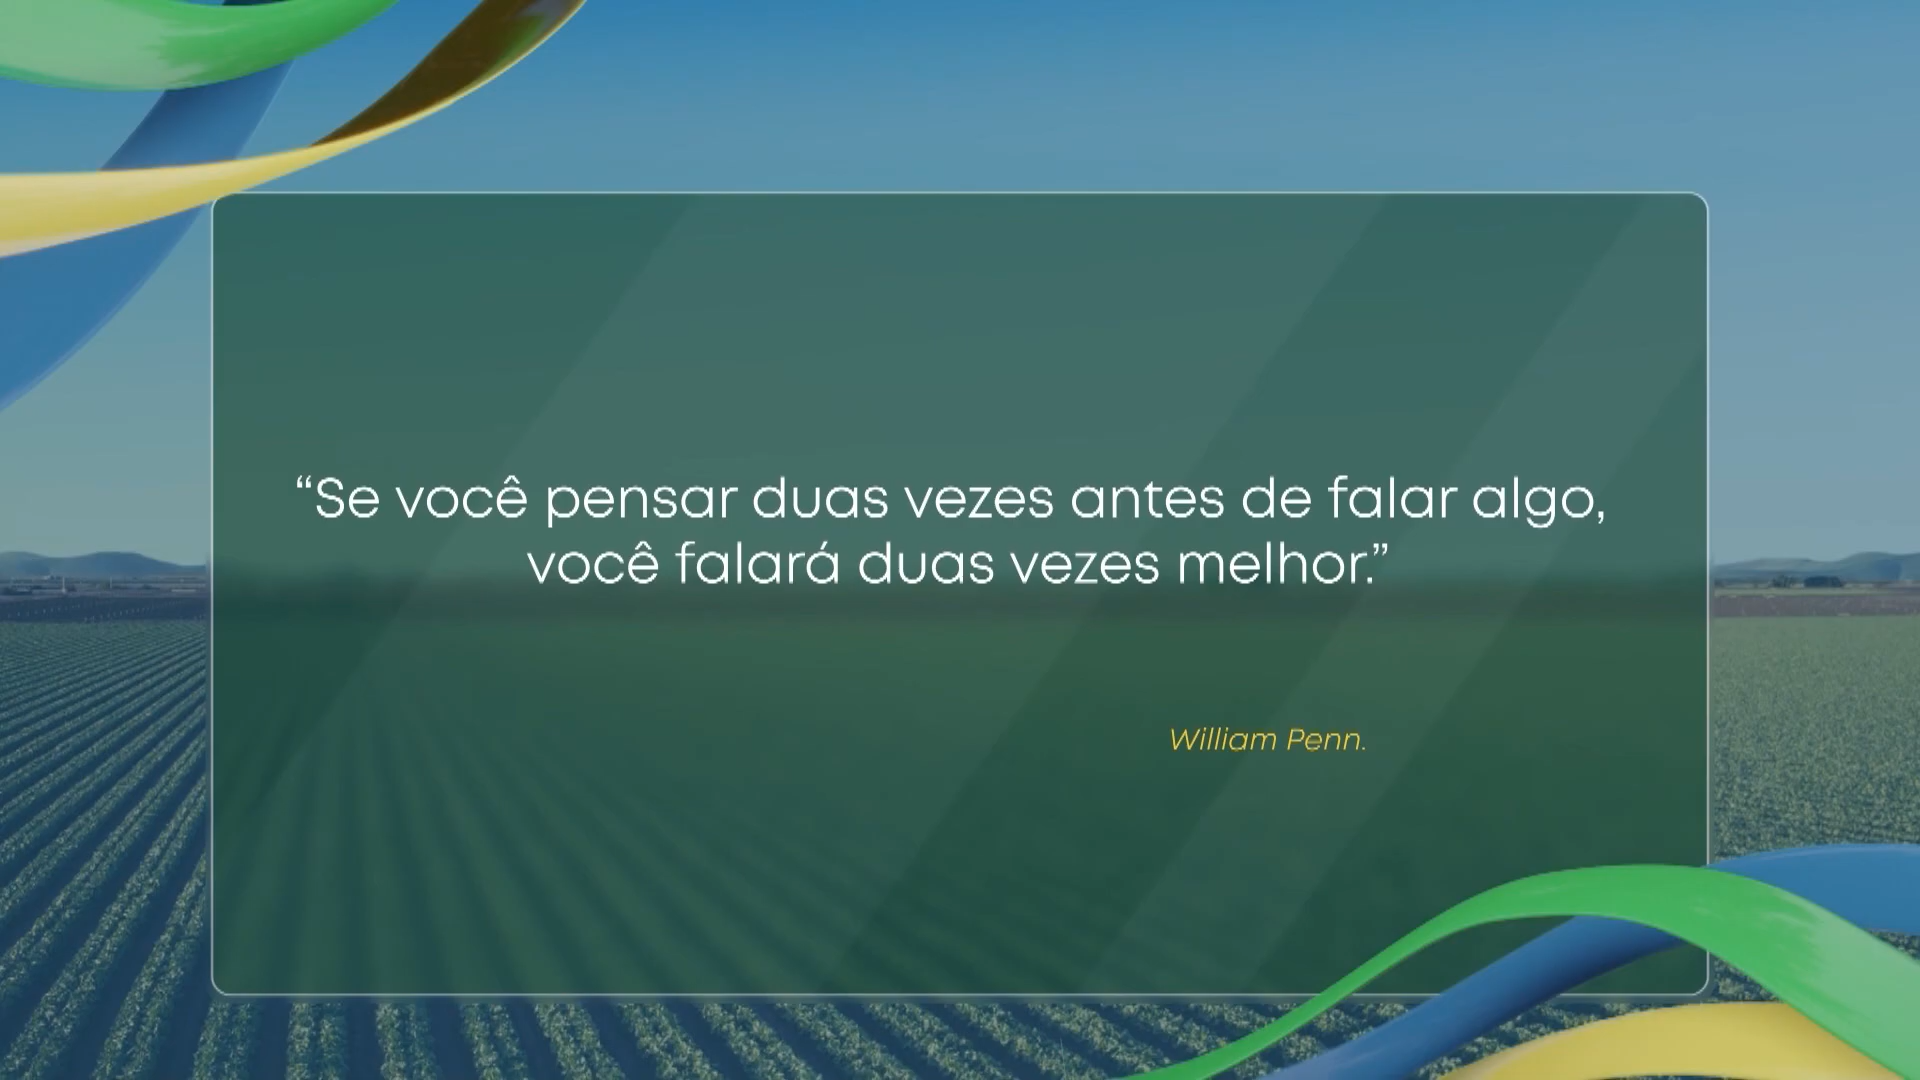 “Se você pensar duas vezes antes de falar algo,
você falará duas vezes melhor.”
William Penn.